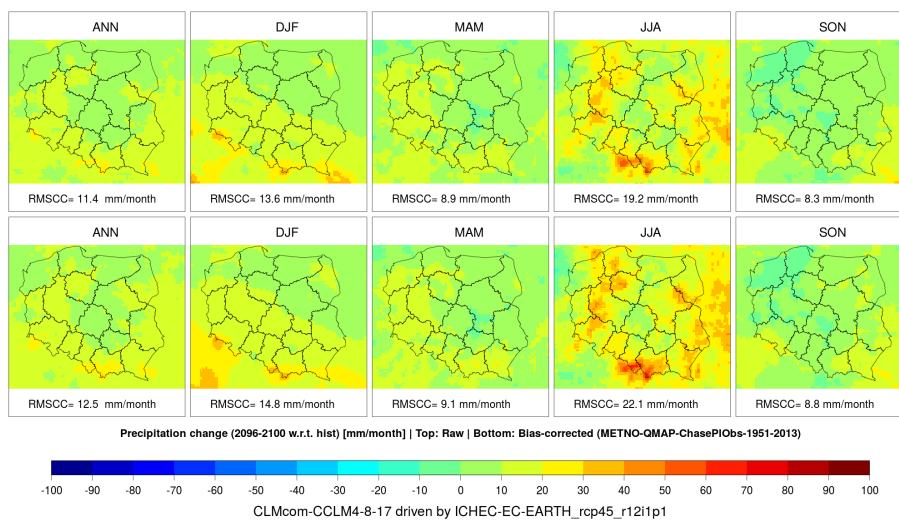 ANN DJF MAM JJA SON
RMSCC= 11.4 mm/month RMSCC= 13.6 mm/month RMSCC= 8.9 mm/month RMSCC= 19.2 mm/month RMSCC= 8.3 mm/month
ANN DJF MAM JJA SON
RMSCC= 12.5 mm/month RMSCC= 14.8 mm/month RMSCC= 9.1 mm/month RMSCC= 22.1 mm/month RMSCC= 8.8 mm/month
Precipitation change (2096-2100 w.r.t. hist) [mm/month] | Top: Raw | Bottom: Bias-corrected (METNO-QMAP-ChasePlObs-1951-2013)
-100 -90 -80 -70 -60 -50 -40 -30 -20 -10 0 10 20 30 40 50 60 70 80 90 100
CLMcom-CCLM4-8-17 driven by ICHEC-EC-EARTH_rcp45_r12i1p1